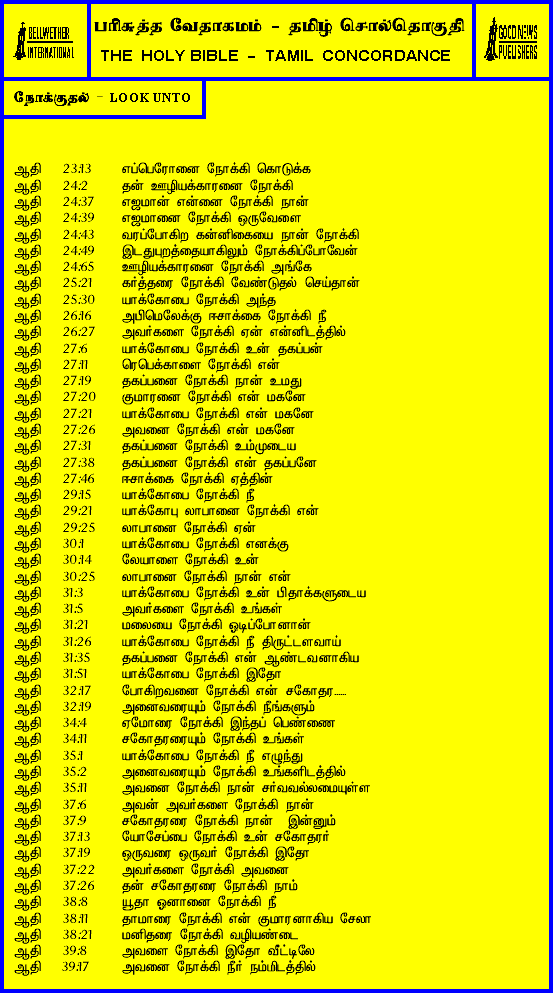 BELLWETHER
INTERNATIONAL
பரிசுத்த வேதாகமம் - தமிழ் சொல்தொகுதி
THE HOLY BIBLE - TAMIL CONCORDANCE
GOOD NEWS
PUBLISHERS
நோக்குதல் - LOOK UNTO
ஆதி 23:13 எப்பெரோனை நோக்கி கொடுக்க
ஆதி 24:2 தன் ஊழியக்காரனை நோக்கி
ஆதி 24:37 எஜமான் என்னை நோக்கி நான்
ஆதி 24:39 எஜமானை நோக்கி ஒருவேளை
ஆதி 24:43 வரப்போகிற கன்னிகையை நான் நோக்கி
ஆதி 24:49 இடதுபுறத்தையாகிலும் நோக்கிப்போவேன்
ஆதி 24:65 ஊழியக்காரனை நோக்கி அங்கே
ஆதி 25:21 கர்த்தரை நோக்கி வேண்டுதல் செய்தான்
ஆதி 25:30 யாக்கோபை நோக்கி அந்த
ஆதி 26:16 அபிமெலேக்கு ஈசாக்கை நோக்கி நீ
ஆதி 26:27 அவர்களை நோக்கி ஏன் என்னிடத்தில்
ஆதி 27:6 யாக்கோபை நோக்கி உன் தகப்பன்
ஆதி 27:11 ரெபெக்காளை நோக்கி என்
ஆதி 27:19 தகப்பனை நோக்கி நான் உமது
ஆதி 27:20 குமாரனை நோக்கி என் மகனே
ஆதி 27:21 யாக்கோபை நோக்கி என் மகனே
ஆதி 27:26 அவனை நோக்கி என் மகனே
ஆதி 27:31 தகப்பனை நோக்கி உம்முடைய
ஆதி 27:38 தகப்பனை நோக்கி என் தகப்பனே
ஆதி 27:46 ஈசாக்கை நோக்கி ஏத்தின்
ஆதி 29:15 யாக்கோபை நோக்கி நீ
ஆதி 29:21 யாக்கோபு லாபானை நோக்கி என்
ஆதி 29:25 லாபானை நோக்கி ஏன்
ஆதி 30:1 யாக்கோபை நோக்கி எனக்கு
ஆதி 30:14 லேயாளை நோக்கி உன்
ஆதி 30:25 லாபானை நோக்கி நான் என்
ஆதி 31:3 யாக்கோபை நோக்கி உன் பிதாக்களுடைய
ஆதி 31:5 அவர்களை நோக்கி உங்கள்
ஆதி 31:21 மலையை நோக்கி ஓடிப்போனான்
ஆதி 31:26 யாக்கோபை நோக்கி நீ திருட்டளவாய்
ஆதி 31:35 தகப்பனை நோக்கி என் ஆண்டவனாகிய
ஆதி 31:51 யாக்கோபை நோக்கி இதோ
ஆதி 32:17 போகிறவனை நோக்கி என் சகோதர.....
ஆதி 32:19 அனைவரையும் நோக்கி நீங்களும்
ஆதி 34:4 ஏமோரை நோக்கி இந்தப் பெண்ணை
ஆதி 34:11 சகோதரரையும் நோக்கி உங்கள்
ஆதி 35:1 யாக்கோபை நோக்கி நீ எழுந்து
ஆதி 35:2 அனைவரையும் நோக்கி உங்களிடத்தில்
ஆதி 35:11 அவனை நோக்கி நான் சர்வவல்லமையுள்ள
ஆதி 37:6 அவன் அவர்களை நோக்கி நான்
ஆதி 37:9 சகோதரரை நோக்கி நான் இன்னும்
ஆதி 37:13 யோசேப்பை நோக்கி உன் சகோதரர்
ஆதி 37:19 ஒருவரை ஒருவர் நோக்கி இதோ
ஆதி 37:22 அவர்களை நோக்கி அவனை
ஆதி 37:26 தன் சகோதரரை நோக்கி நாம்
ஆதி 38:8 யூதா ஓனானை நோக்கி நீ
ஆதி 38:11 தாமாரை நோக்கி என் குமாரனாகிய சேலா
ஆதி 38:21 மனிதரை நோக்கி வழியண்டை
ஆதி 39:8 அவளை நோக்கி இதோ வீட்டிலே
ஆதி 39:17 அவனை நோக்கி நீர் நம்மிடத்தில்